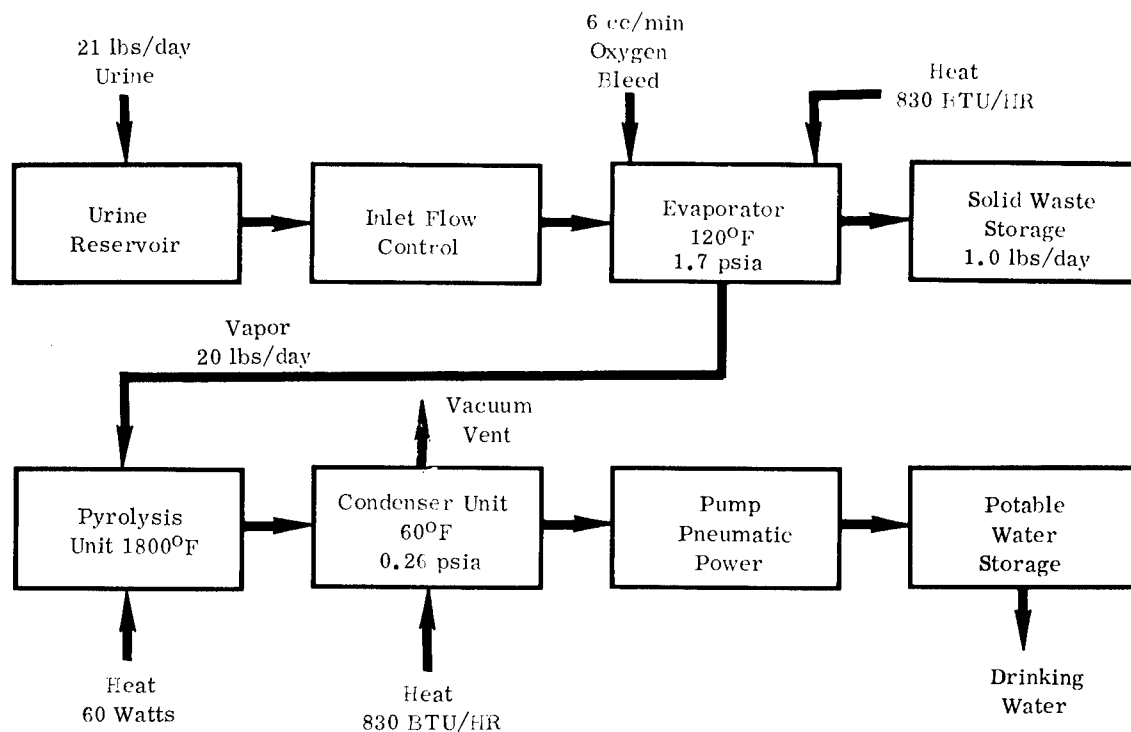 21 lbs/day
Urine
6 cc/min
Oxygen
Bleed
Heat
830 BTU/HR
Urine
Reservoir
Inlet Flow
Control
Evaporator
120°F
1.7 psia
Solid Waste
Storage
1.0 lbs/day
Vapor
20 lbs/day
Vacuum
Vent
Pyrolysis
Unit 1800°F
Condenser Unit
60°F
0.26 psia
Pump
Pneumatic
Power
Potable
Water
Storage
Heat
60 Watts
Heat
830 BTU/HR
Drinking
Water